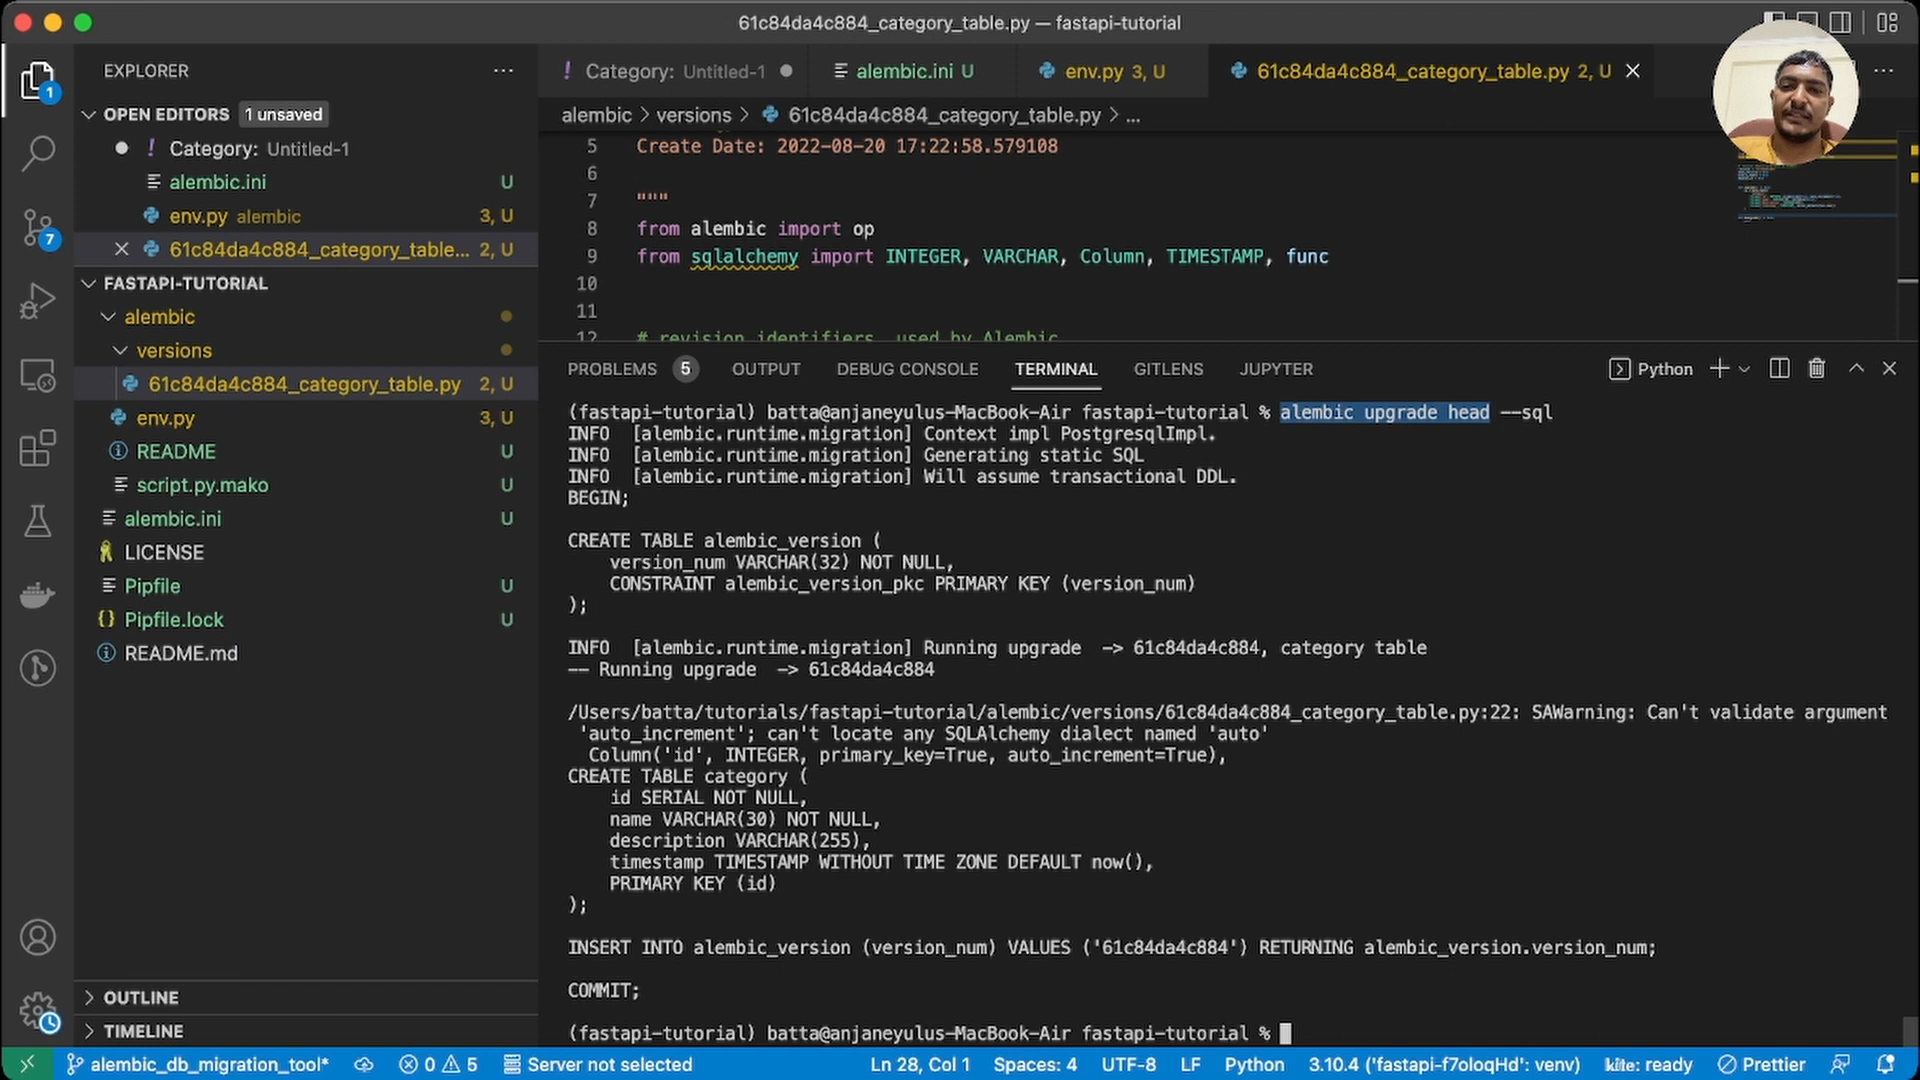 61c84da4c884_category_table.py — fastapi-tutorial
EXPLORER
OPEN EDITORS 1 unsaved
Category: Untitled-1
alembic.ini U
env.py alembic 3, U
61c84da4c884_category_table... 2, U
FASTAPI-TUTORIAL
alembic
versions
61c84da4c884_category_table.py 2, U
env.py 3, U
README U
script.py.mako U
alembic.ini U
LICENSE
Pipfile U
Pipfile.lock U
README.md
OUTLINE
TIMELINE
1
7
! Category: Untitled-1
alembic.ini U
env.py 3, U
61c84da4c884_category_table.py 2, U
alembic > versions > 61c84da4c884_category_table.py > ...
5 Create Date: 2022-08-20 17:22:58.579108
6
7 """
8 from alembic import op
9 from sqlalchemy import INTEGER, VARCHAR, Column, TIMESTAMP, func
10
11
12 # revision identifiers, used by Alembic
PROBLEMS 5 OUTPUT DEBUG CONSOLE TERMINAL GITLENS JUPYTER
Python
(fastapi-tutorial) batta@anjaneyulus-MacBook-Air fastapi-tutorial % alembic upgrade head --sql
INFO [alembic.runtime.migration] Context impl PostgresqlImpl.
INFO [alembic.runtime.migration] Generating static SQL
INFO [alembic.runtime.migration] Will assume transactional DDL.
BEGIN;
CREATE TABLE alembic_version (
version_num VARCHAR(32) NOT NULL,
CONSTRAINT alembic_version_pkc PRIMARY KEY (version_num)
);
INFO [alembic.runtime.migration] Running upgrade -> 61c84da4c884, category table
-- Running upgrade -> 61c84da4c884
/Users/batta/tutorials/fastapi-tutorial/alembic/versions/61c84da4c884_category_table.py:22: SAWarning: Can't validate argument
'auto_increment'; can't locate any SQLAlchemy dialect named 'auto'
Column('id', INTEGER, primary_key=True, auto_increment=True),
CREATE TABLE category (
id SERIAL NOT NULL,
name VARCHAR(30) NOT NULL,
description VARCHAR(255),
timestamp TIMESTAMP WITHOUT TIME ZONE DEFAULT now(),
PRIMARY KEY (id)
);
INSERT INTO alembic_version (version_num) VALUES ('61c84da4c884') RETURNING alembic_version.version_num;
COMMIT;
(fastapi-tutorial) batta@anjaneyulus-MacBook-Air fastapi-tutorial %
alembic_db_migration_tool* 0 5 Server not selected Ln 28, Col 1 Spaces: 4 UTF-8 LF Python 3.10.4 ('fastapi-f7oloqHd': venv) kite: ready Prettier